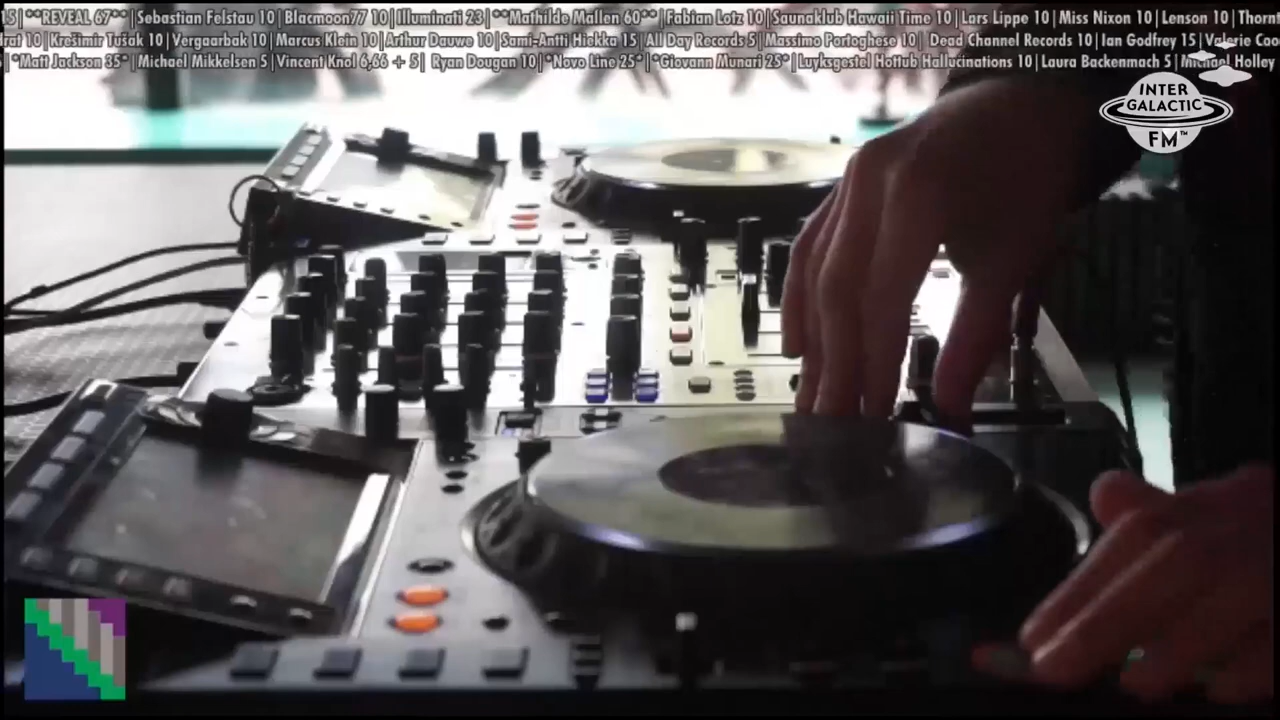 15 | **REVEAL 67** | Sebastian Felstau 10 | Blacmoon77 10 | Illuminati 23 | **Mathilde Mallen 60** | Fabian Lotz 10 | Saunaklub Hawaii Time 10 | Lars Lippe 10 | Miss Nixon 10 | Lenson 10 | Thorn
10 | Krešimir Tušak 10 | Vergaarbak 10 | Marcus Klein 10 | Arthur Dauwe 10 | Sami-Antti Hiekka 15 | All Day Records 5 | Massimo Portoghese 10 | Dead Channel Records 10 | Ian Godfrey 15 | Valerie Coo
| *Matt Jackson 35* | Michael Mikkelsen 5 | Vincent Knol 6,66 + 5 | Ryan Dougan 10 | *Novo Line 25* | *Giovann Munari 25* | Luyksgestel Hottub Hallucinations 10 | Laura Backenmach 5 | Michael Holley
INTER
GALACTIC
FM™